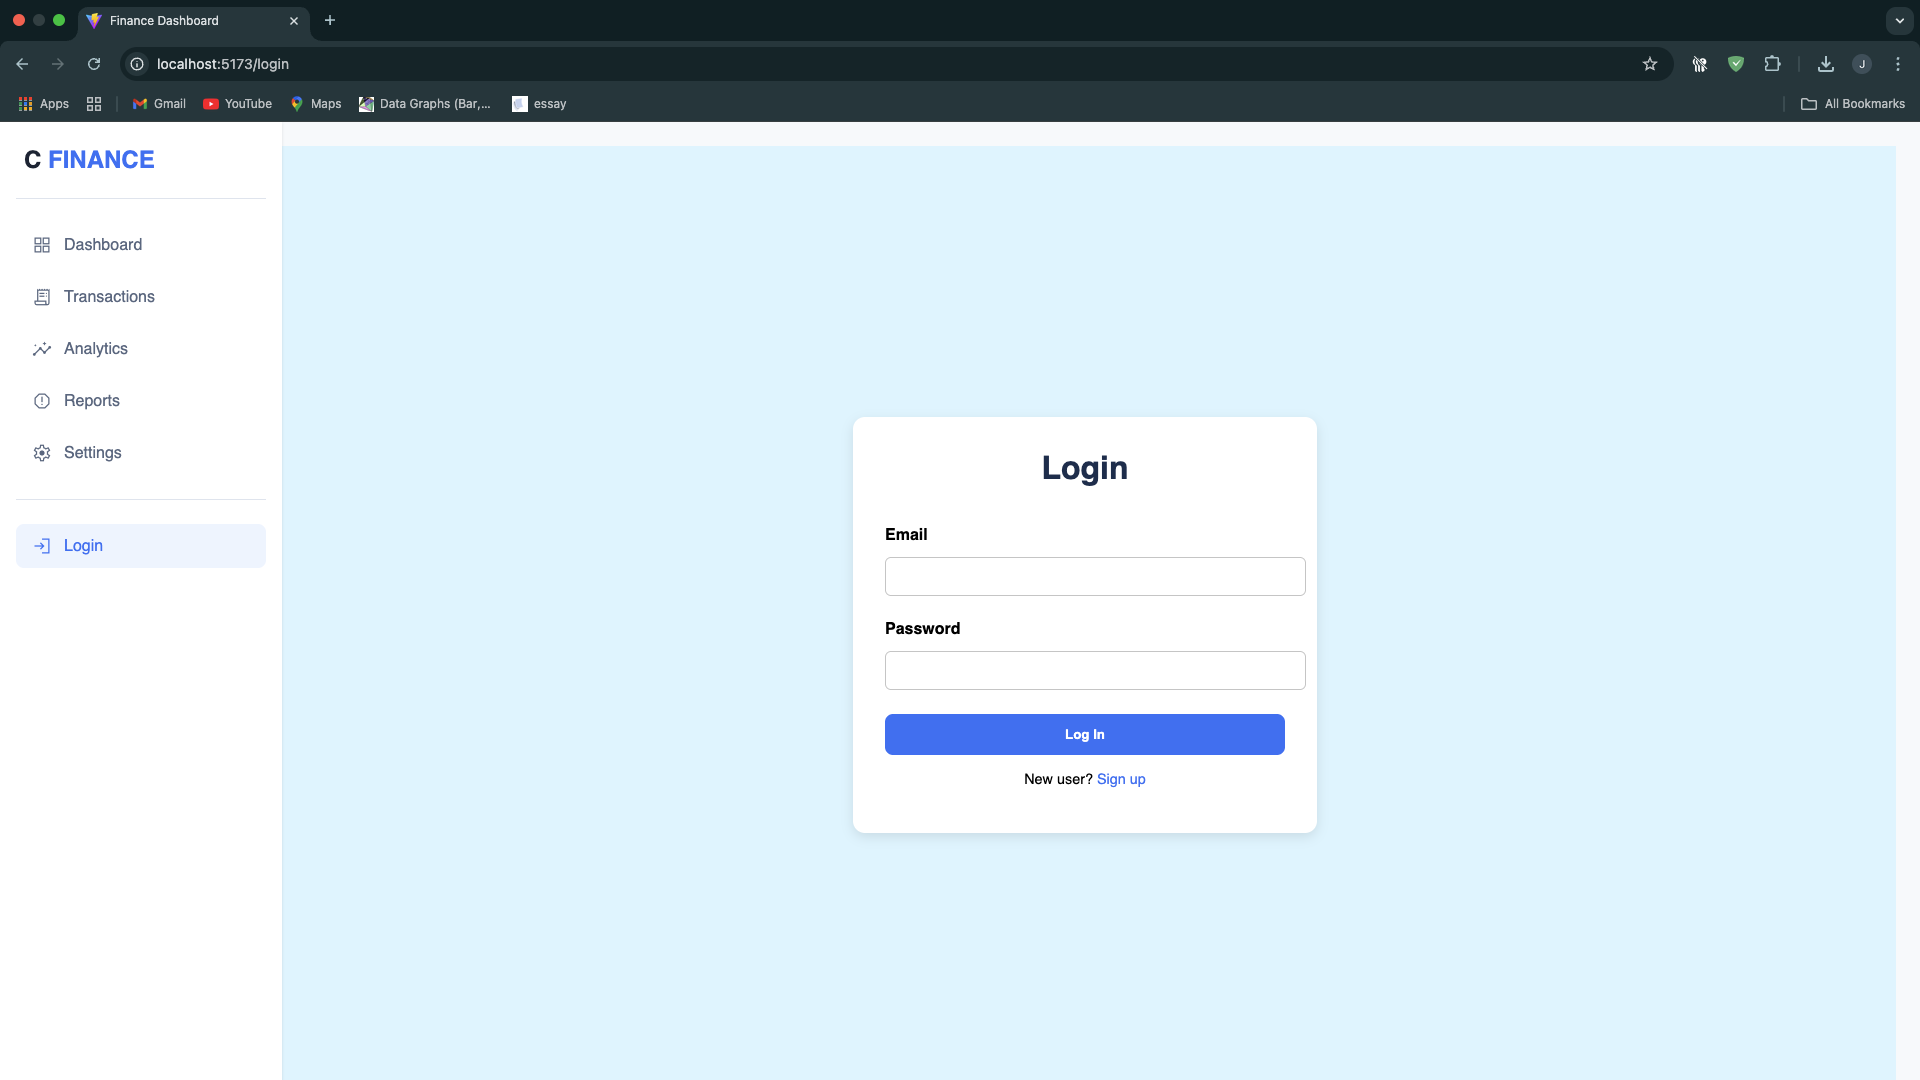 Finance Dashboard
localhost:5173/login
J
Apps
Gmail
YouTube
Maps
Data Graphs (Bar,...
essay
All Bookmarks
C FINANCE
Dashboard
Transactions
Analytics
Reports
Settings
Login
Login
Email
Password
Log In
New user? Sign up